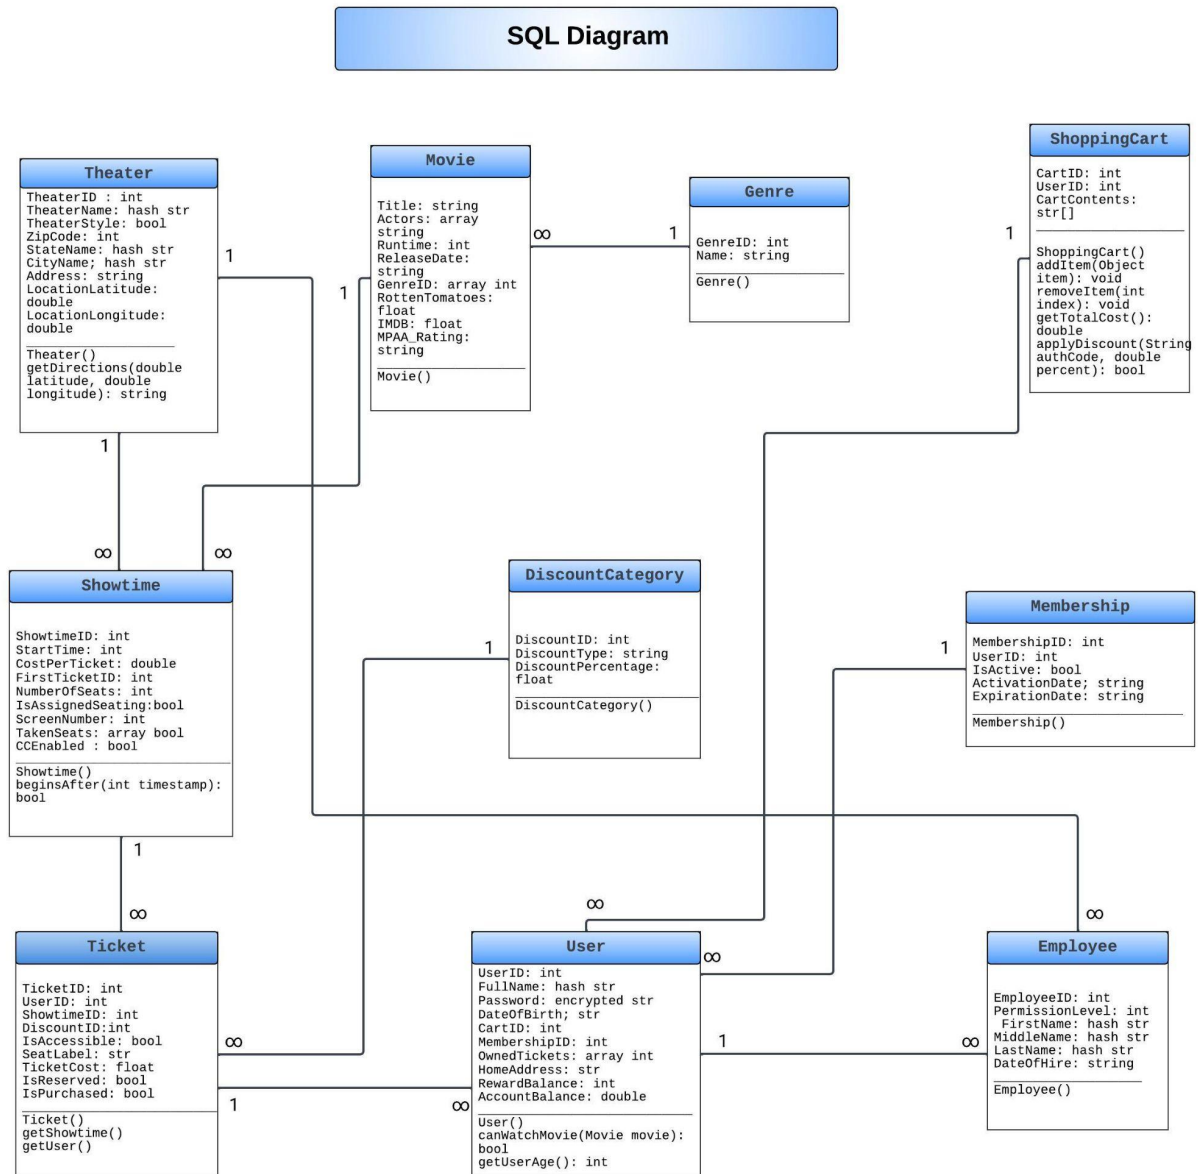 SQL Diagram
Theater
TheaterID : int
TheaterName: hash str
TheaterStyle: bool
ZipCode: int
StateName: hash str
CityName; hash str
Address: string
LocationLatitude:
double
LocationLongitude:
double
Theater()
getDirections(double
latitude, double
longitude): string
1
1
Movie
Title: string
Actors: array
string
Runtime: int
ReleaseDate:
string
GenreID: array int
RottenTomatoes:
float
IMDB: float
MPAA_Rating:
string
Movie()
1
∞
1
Genre
GenreID: int
Name: string
Genre()
ShoppingCart
CartID: int
UserID: int
CartContents:
str[]
ShoppingCart()
addItem(Object
item): void
removeItem(int
index): void
getTotalCost():
double
applyDiscount(String
authCode, double
percent): bool
1
∞
∞
Showtime
ShowtimeID: int
StartTime: int
CostPerTicket: double
FirstTicketID: int
NumberOfSeats: int
IsAssignedSeating:bool
ScreenNumber: int
TakenSeats: array bool
CCEnabled : bool
Showtime()
beginsAfter(int timestamp):
bool
1
∞
DiscountCategory
DiscountID: int
DiscountType: string
DiscountPercentage:
float
DiscountCategory()
1
Membership
MembershipID: int
UserID: int
IsActive: bool
ActivationDate; string
ExpirationDate: string
Membership()
1
Ticket
TicketID: int
UserID: int
ShowtimeID: int
DiscountID:int
IsAccessible: bool
SeatLabel: str
TicketCost: float
IsReserved: bool
IsPurchased: bool
Ticket()
getShowtime()
getUser()
∞
1
∞
∞
∞
User
UserID: int
FullName: hash str
Password: encrypted str
DateOfBirth; str
CartID: int
MembershipID: int
OwnedTickets: array int
HomeAddress: str
RewardBalance: int
AccountBalance: double
User()
canWatchMovie(Movie movie):
bool
getUserAge(): int
1
∞
∞
Employee
EmployeeID: int
PermissionLevel: int
FirstName: hash str
MiddleName: hash str
LastName: hash str
DateOfHire: string
Employee()